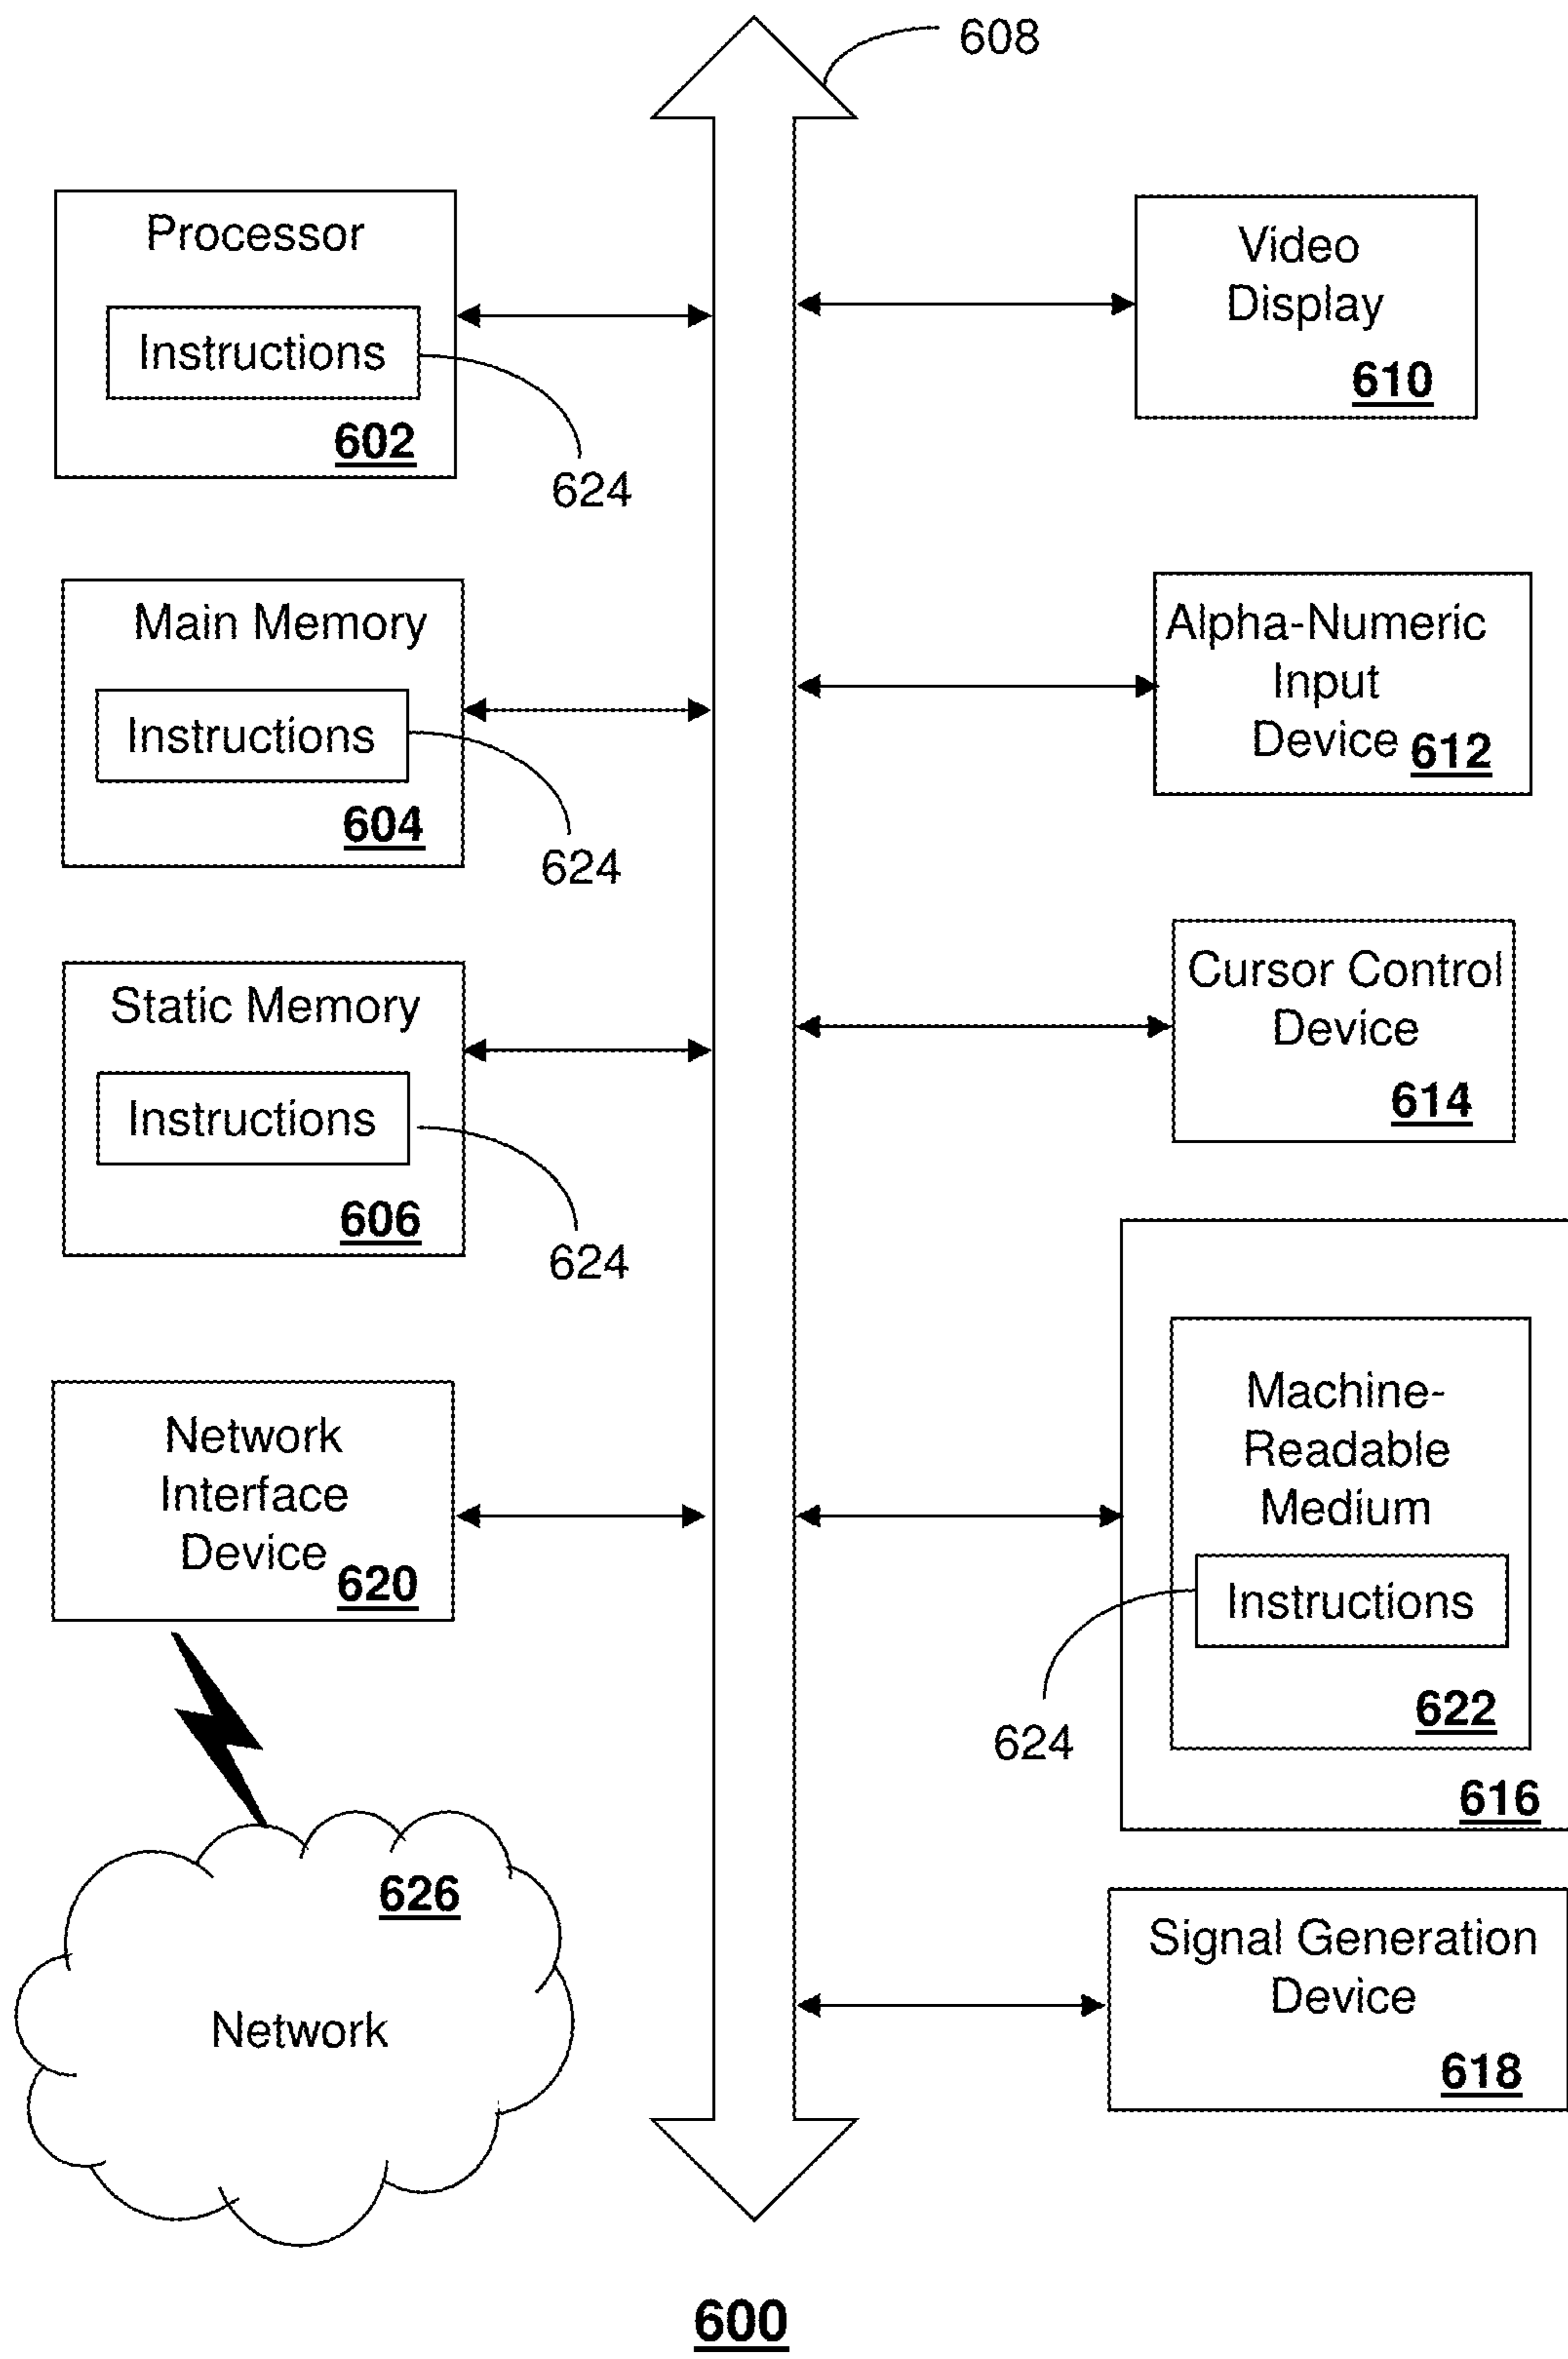 608
Processor
Instructions
602
624
Main Memory
Instructions
604
624
Static Memory
Instructions
606
624
Network
Interface
Device
620
626
Network
Video
Display
610
Alpha-Numeric
Input
Device 612
Cursor Control
Device
614
Machine-
Readable
Medium
Instructions
622
624
616
Signal Generation
Device
618
600